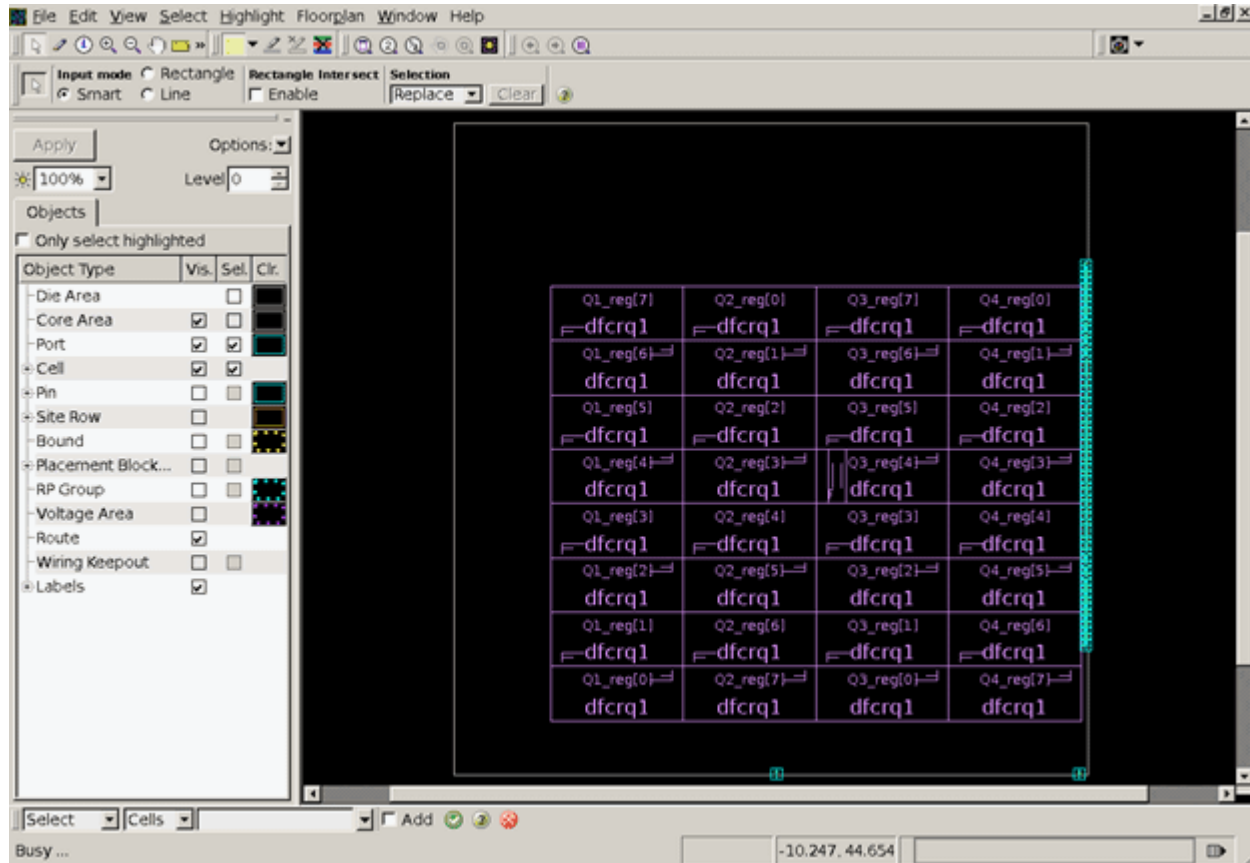 File Edit View Select Highlight Floorplan Window Help
Input mode Rectangle Rectangle Intersect Selection
Smart Line Enable Replace Clear
Apply Options:
100% Level 0
Objects
Only select highlighted
Object Type Vis. Sel. Clr.
Die Area
Core Area
Port
Cell
Pin
Site Row
Bound
Placement Block...
RP Group
Voltage Area
Route
Wiring Keepout
Labels
Q1_reg[7] Q2_reg[0] Q3_reg[7] Q4_reg[0]
dfcrq1 dfcrq1 dfcrq1 dfcrq1
Q1_reg[6] Q2_reg[1] Q3_reg[6] Q4_reg[1]
dfcrq1 dfcrq1 dfcrq1 dfcrq1
Q1_reg[5] Q2_reg[2] Q3_reg[5] Q4_reg[2]
dfcrq1 dfcrq1 dfcrq1 dfcrq1
Q1_reg[4] Q2_reg[3] Q3_reg[4] Q4_reg[3]
dfcrq1 dfcrq1 dfcrq1 dfcrq1
Q1_reg[3] Q2_reg[4] Q3_reg[3] Q4_reg[4]
dfcrq1 dfcrq1 dfcrq1 dfcrq1
Q1_reg[2] Q2_reg[5] Q3_reg[2] Q4_reg[5]
dfcrq1 dfcrq1 dfcrq1 dfcrq1
Q1_reg[1] Q2_reg[6] Q3_reg[1] Q4_reg[6]
dfcrq1 dfcrq1 dfcrq1 dfcrq1
Q1_reg[0] Q2_reg[7] Q3_reg[0] Q4_reg[7]
dfcrq1 dfcrq1 dfcrq1 dfcrq1
Select Cells Add
Busy ... -10.247, 44.654